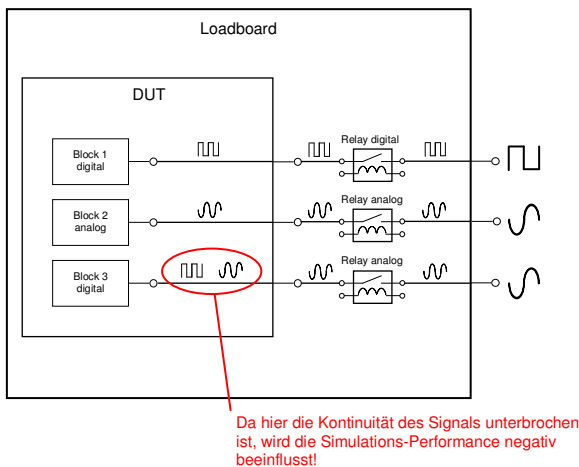 Loadboard
DUT
Block 1
digital
Relay digital
Block 2
analog
Relay analog
Block 3
digital
Relay analog
Da hier die Kontinuität des Signals unterbrochen
ist, wird die Simulations-Performance negativ
beeinflusst!